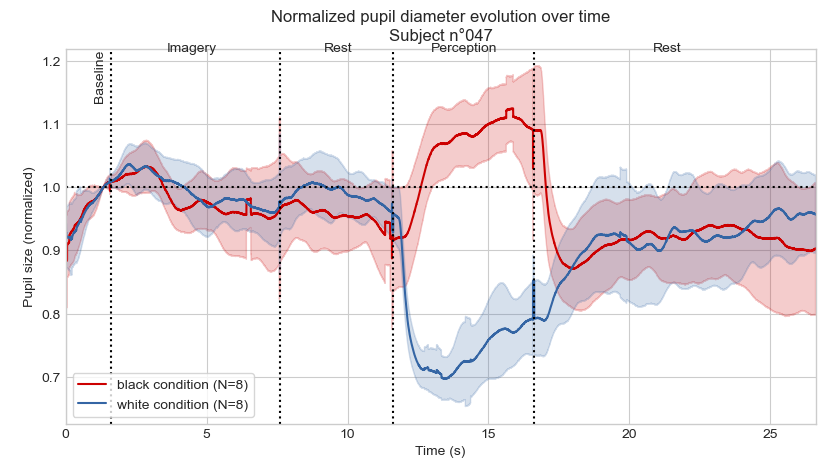 Normalized pupil diameter evolution over time
Subject n°047
Imagery
Rest
Perception
Rest
Baseline
Pupil size (normalized)
1.2
1.1
1.0
0.9
0.8
0.7
black condition (N=8)
white condition (N=8)
0
5
10
15
20
25
Time (s)